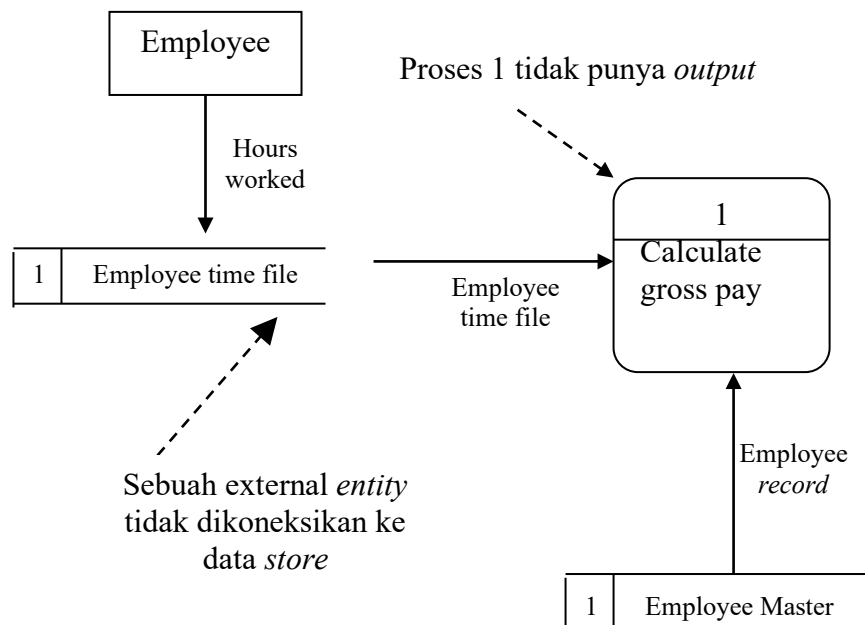 Employee
Proses 1 tidak punya output
Hours
worked
1
1 Employee time file
Calculate
gross pay
Employee
time file
Employee
record
Sebuah external entity
tidak dikoneksikan ke
data store
1 Employee Master